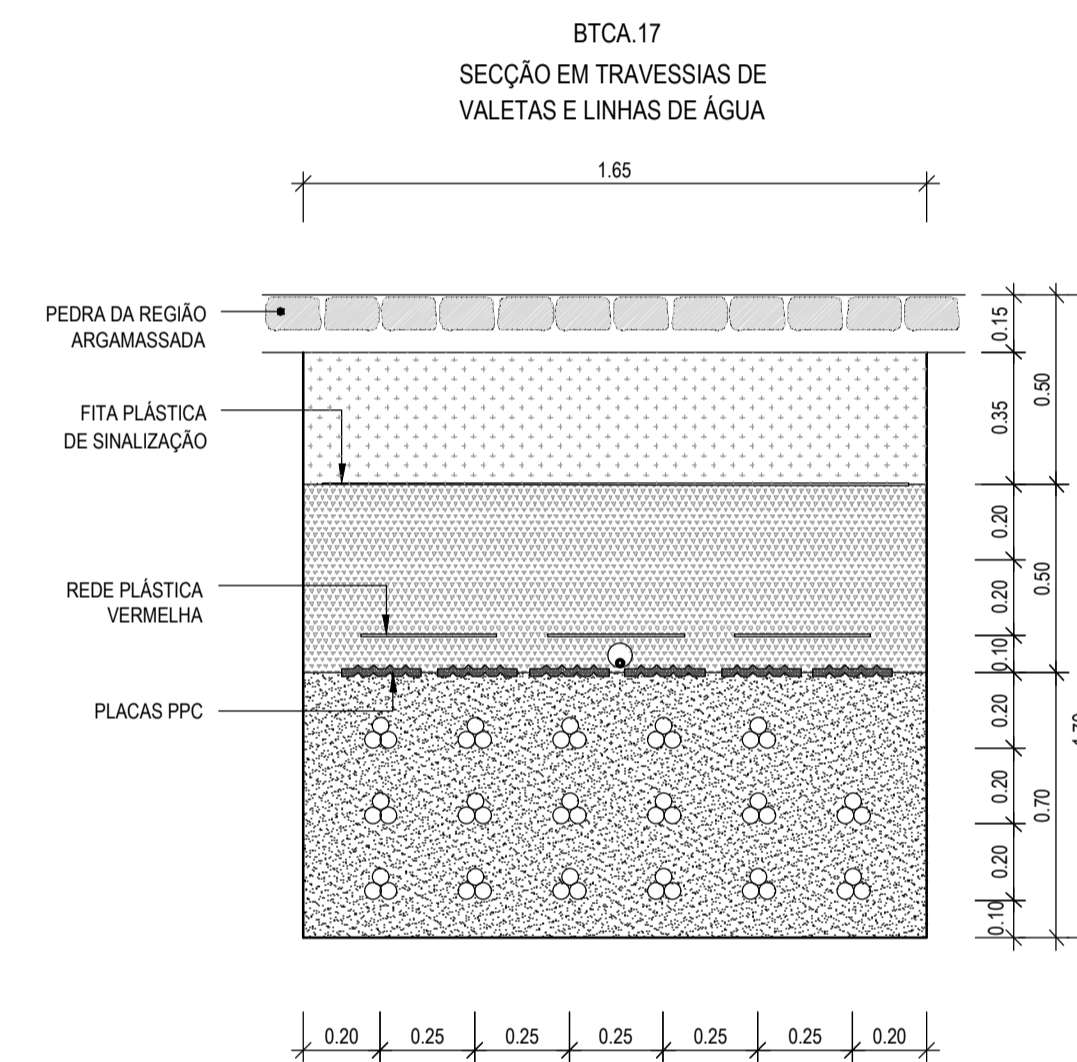 BTCA.17
SECÇÃO EM TRAVESSIAS DE
VALETAS E LINHAS DE ÁGUA
1.65
PEDRA DA REGIÃO
ARGAMASSADA
FITA PLÁSTICA
DE SINALIZAÇÃO
REDE PLÁSTICA
VERMELHA
PLACAS PPC
0.15
0.35
0.20
0.20
0.10
0.20
0.20
0.20
0.10
0.50
0.50
0.70
0.20 0.25 0.25 0.25 0.25 0.25 0.20